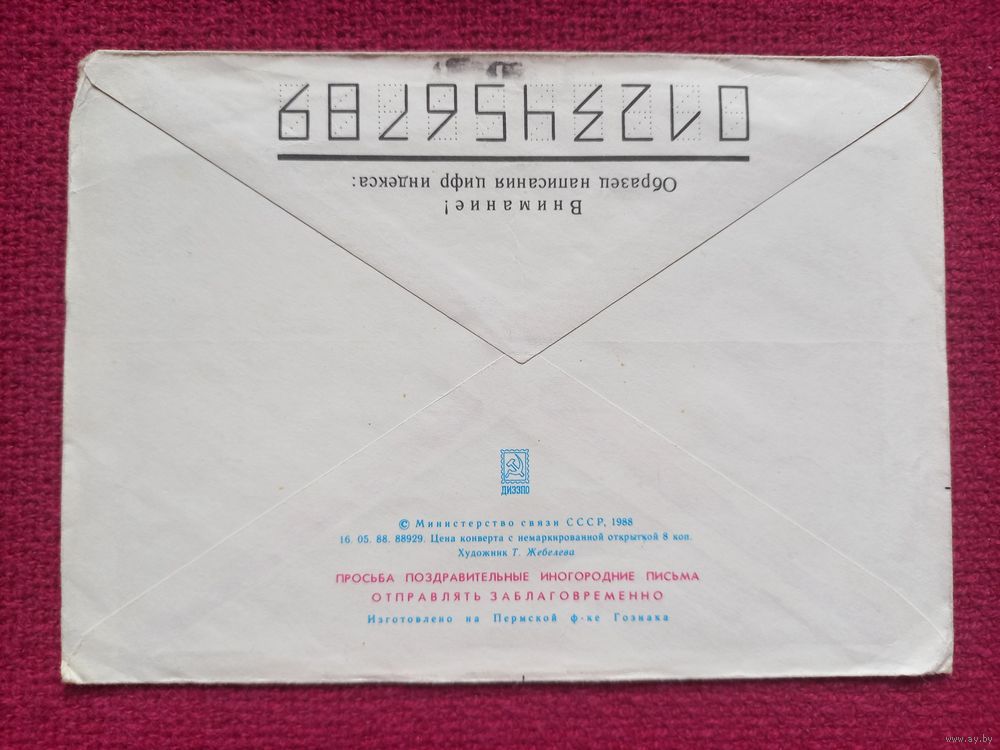 Внимание!
Образец написания цифр индекса:
0123456789
ДИЭЗПО
© Министерство связи СССР, 1988
16. 05. 88. 88929. Цена конверта с немаркированной открыткой 8 коп.
Художник Т. Жебелева
ПРОСЬБА ПОЗДРАВИТЕЛЬНЫЕ ИНОГОРОДНИЕ ПИСЬМА
ОТПРАВЛЯТЬ ЗАБЛАГОВРЕМЕННО
Изготовлено на Пермской ф-ке Гознака
www.ay.by